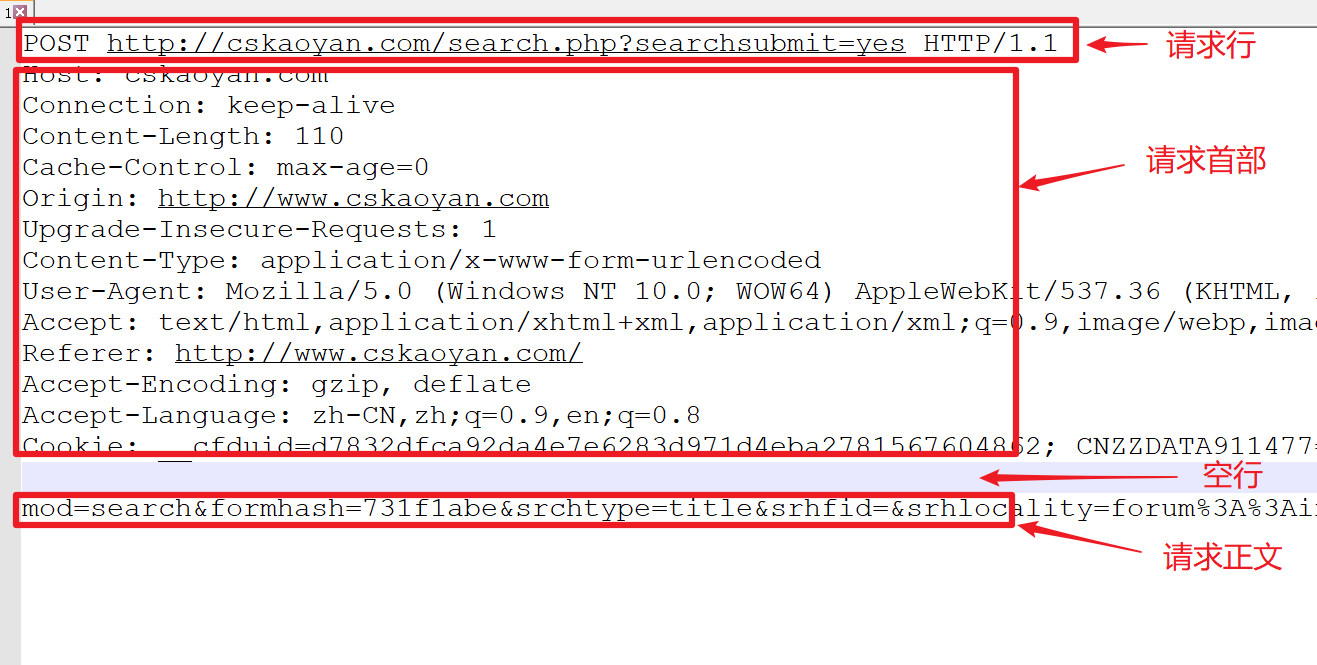 1
POST http://cskaoyan.com/search.php?searchsubmit=yes HTTP/1.1
请求行
Host: cskaoyan.com
Connection: keep-alive
Content-Length: 110
Cache-Control: max-age=0
请求首部
Origin: http://www.cskaoyan.com
Upgrade-Insecure-Requests: 1
Content-Type: application/x-www-form-urlencoded
User-Agent: Mozilla/5.0 (Windows NT 10.0; WOW64) AppleWebKit/537.36 (KHTML,
Accept: text/html,application/xhtml+xml,application/xml;q=0.9,image/webp,ima
Referer: http://www.cskaoyan.com/
Accept-Encoding: gzip, deflate
Accept-Language: zh-CN,zh;q=0.9,en;q=0.8
Cookie: __cfduid=d7832dfca92da4e7e6283d971d4eba2781567604862; CNZZDATA911477=
空行
mod=search&formhash=731f1abe&srchtype=title&srhfid=&srhlocality=forum%3A%3Ai
请求正文